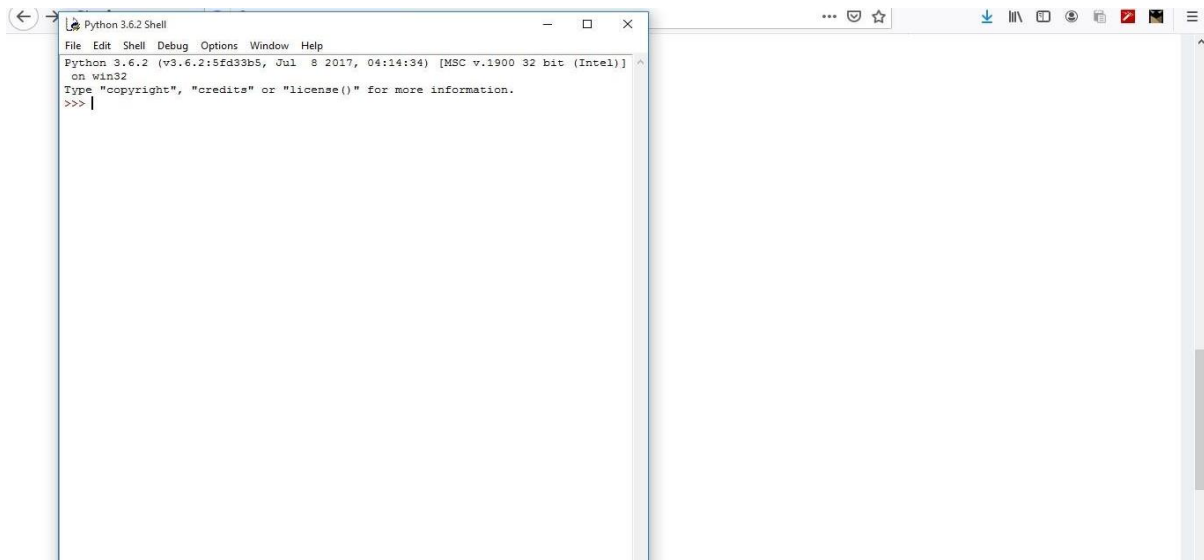 Python 3.6.2 Shell
File Edit Shell Debug Options Window Help
Python 3.6.2 (v3.6.2:5fd33b5, Jul  8 2017, 04:14:34) [MSC v.1900 32 bit (Intel)]
 on win32
Type "copyright", "credits" or "license()" for more information.
>>>